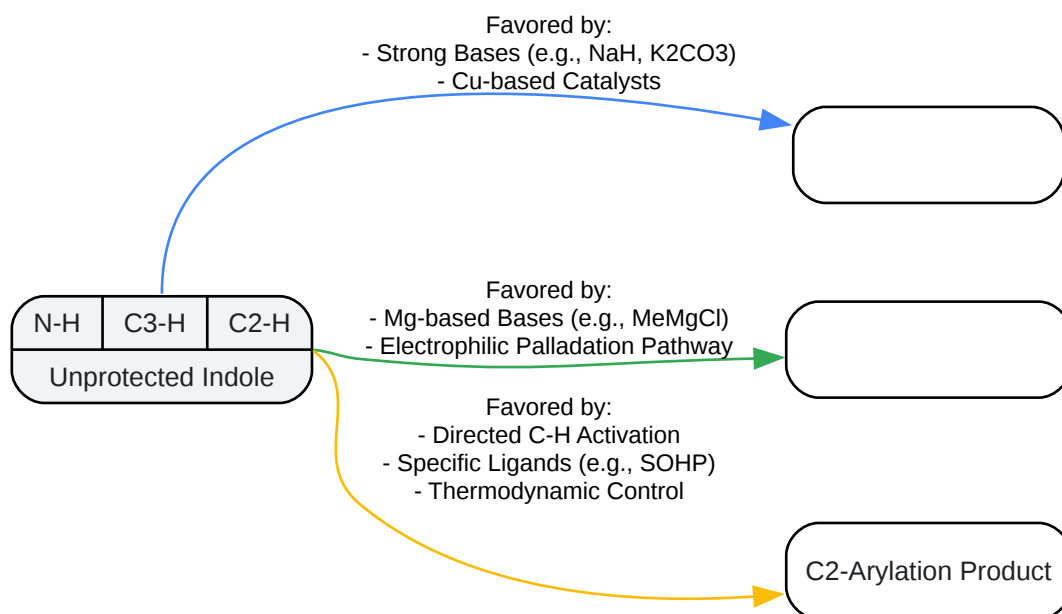 Favored by:
- Strong Bases (e.g., NaH, K2CO3)
- Cu-based Catalysts
N-H
C3-H
C2-H
Unprotected Indole
Favored by:
- Mg-based Bases (e.g., MeMgCl)
- Electrophilic Palladation Pathway
Favored by:
- Directed C-H Activation
- Specific Ligands (e.g., SOHP)
- Thermodynamic Control
C2-Arylation Product